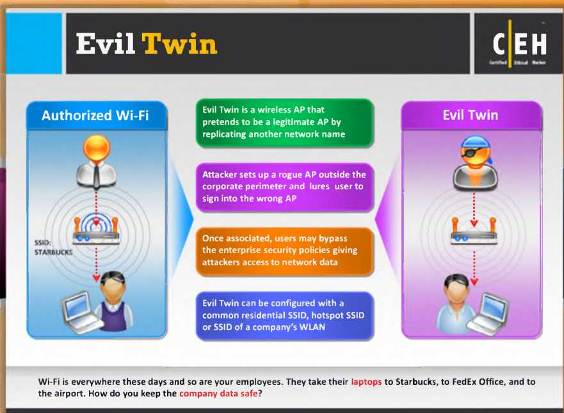 Evil Twin
C|EH
Certified Ethical Hacker
Authorized Wi-Fi
SSID:
STARBUCKS
Evil Twin is a wireless AP that
pretends to be a legitimate AP by
replicating another network name
Attacker sets up a rogue AP outside the
corporate perimeter and lures user to
sign into the wrong AP
Once associated, users may bypass
the enterprise security policies giving
attackers access to network data
Evil Twin can be configured with a
common residential SSID, hotspot SSID
or SSID of a company's WLAN
Evil Twin
Wi-Fi is everywhere these days and so are your employees. They take their laptops to Starbucks, to FedEx Office, and to
the airport. How do you keep the company data safe?